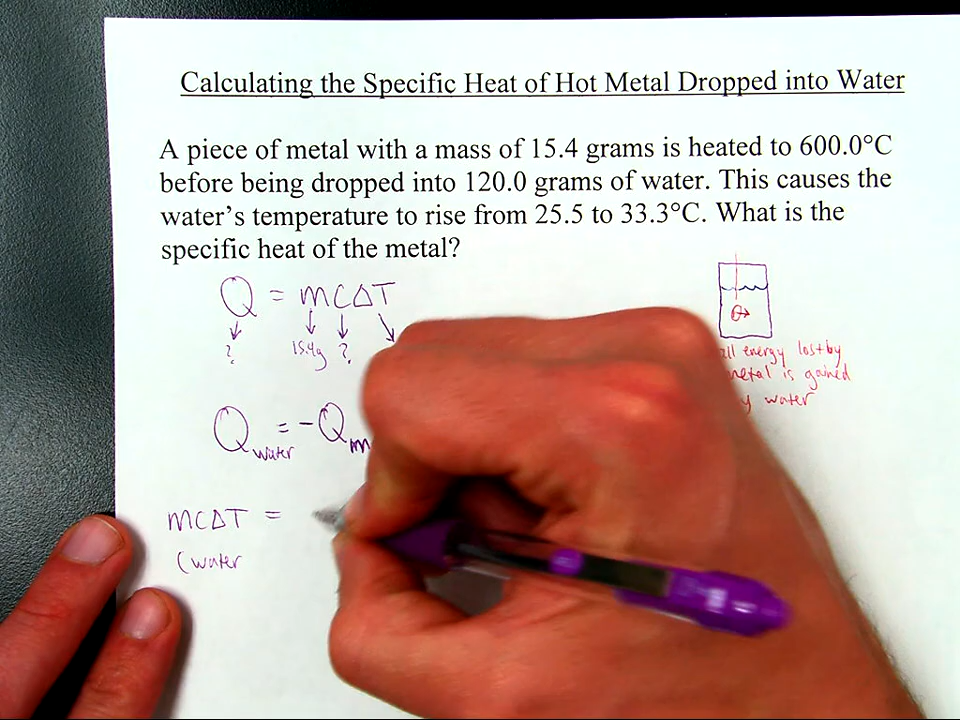 Calculating the Specific Heat of Hot Metal Dropped into Water
A piece of metal with a mass of 15.4 grams is heated to 600.0°C
before being dropped into 120.0 grams of water. This causes the
water's temperature to rise from 25.5 to 33.3°C. What is the
specific heat of the metal?
Q = mCΔT
? 15.4g ?
all energy lost by
metal is gained
y water
Q water = -Q m
mCΔT =
(water